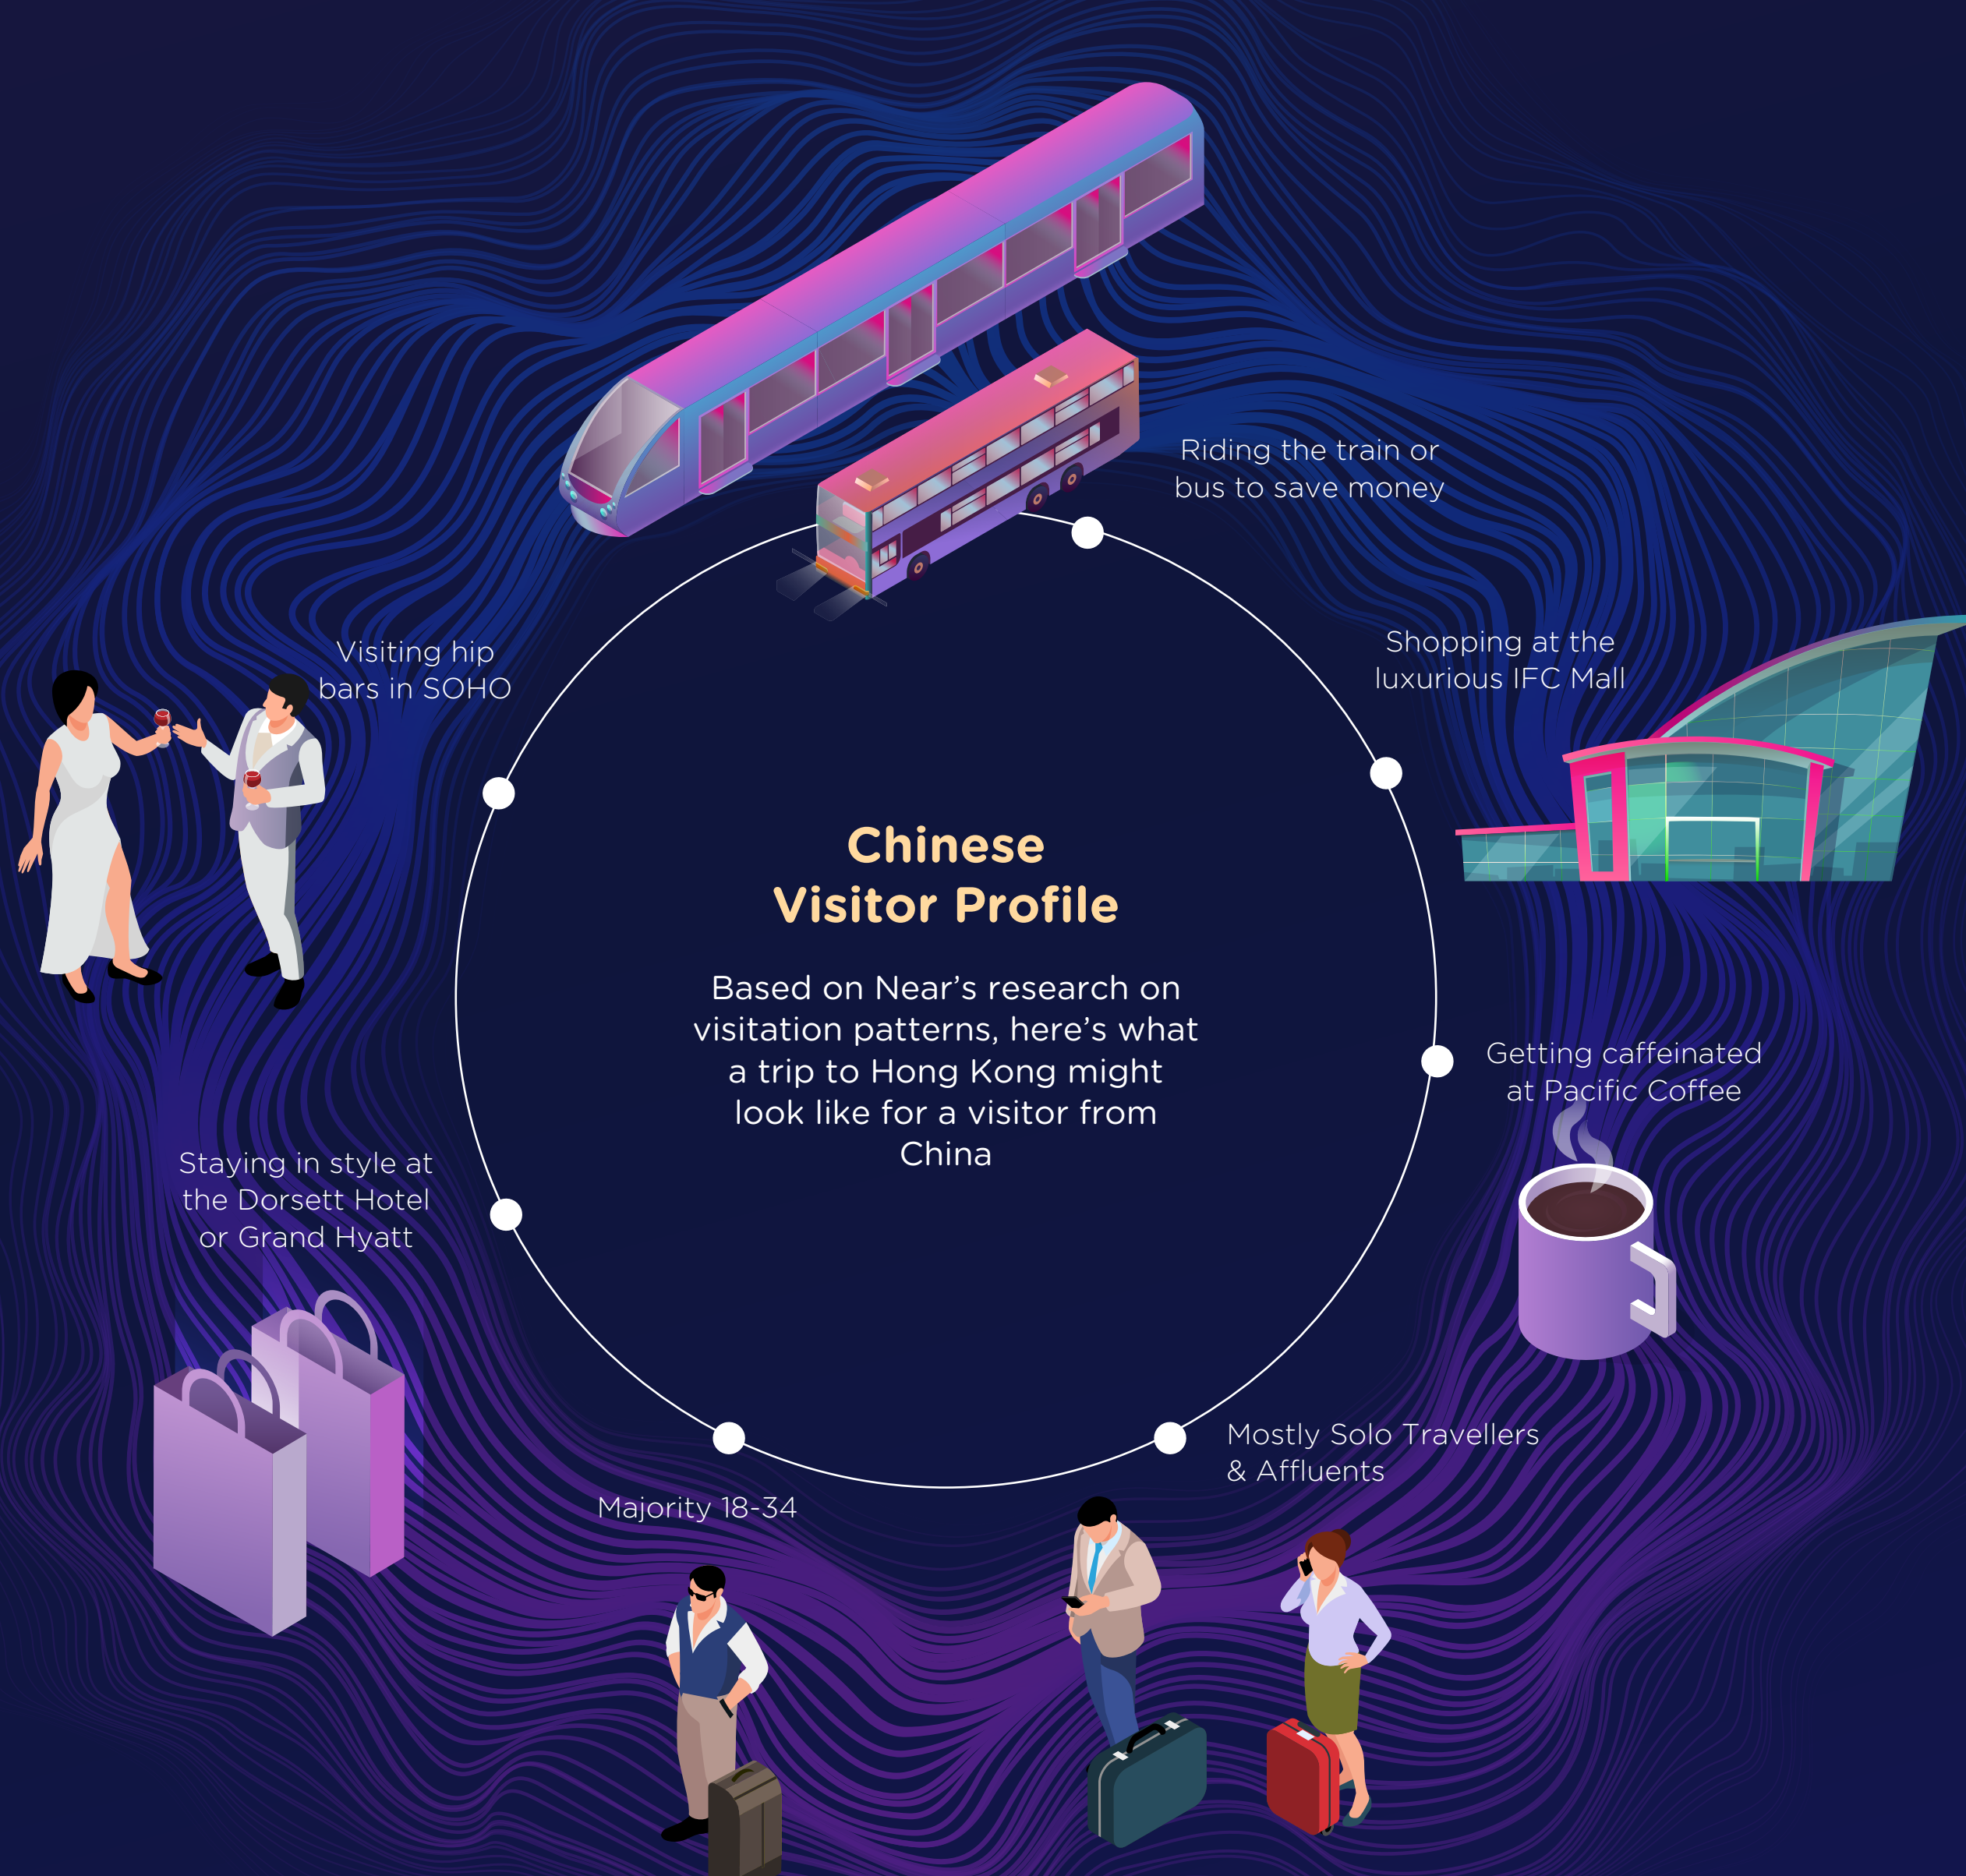 Riding the train or
bus to save money
Visiting hip
bars in SOHO
Shopping at the
luxurious IFC Mall
Chinese
Visitor Profile
Based on Near’s research on
visitation patterns, here’s what
a trip to Hong Kong might
look like for a visitor from
China
Getting caffeinated
at Pacific Coffee
Staying in style at
the Dorsett Hotel
or Grand Hyatt
Mostly Solo Travellers
& Affluents
Majority 18-34